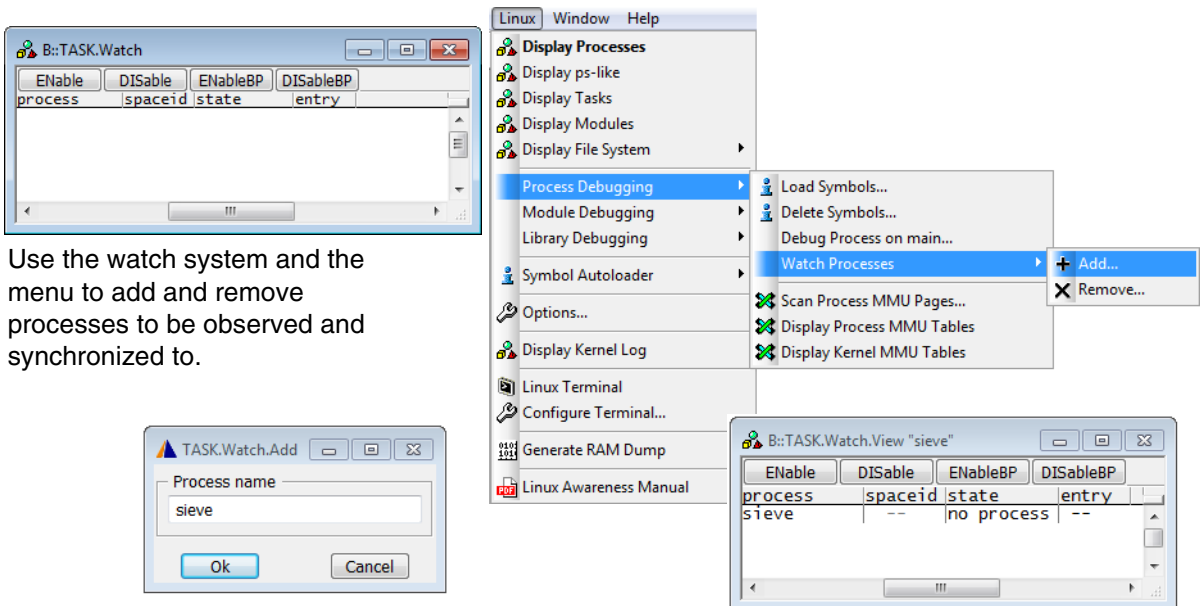 B::TASK.Watch
ENable DISable ENableBP DISableBP
process spaceid state entry
Use the watch system and the
menu to add and remove
processes to be observed and
synchronized to.
Linux Window Help
Display Processes
Display ps-like
Display Tasks
Display Modules
Display File System
Process Debugging
Module Debugging
Library Debugging
Symbol Autoloader
Options...
Display Kernel Log
Linux Terminal
Configure Terminal...
Generate RAM Dump
Linux Awareness Manual
Load Symbols...
Delete Symbols...
Debug Process on main...
Watch Processes
Scan Process MMU Pages...
Display Process MMU Tables
Display Kernel MMU Tables
Add...
Remove...
TASK.Watch.Add
Process name
sieve
Ok Cancel
B::TASK.Watch.View "sieve"
ENable DISable ENableBP DISableBP
process spaceid state entry
sieve -- no process --